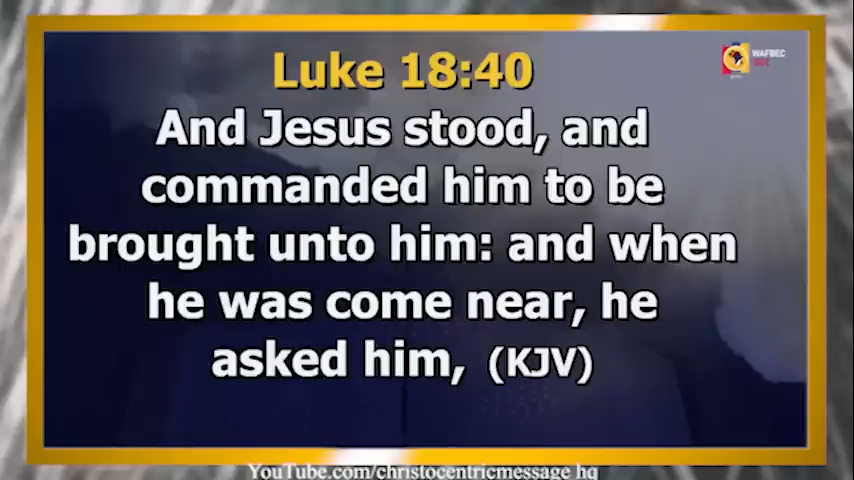 Luke 18:40
WAFBEC
And Jesus stood, and
commanded him to be
brought unto him: and when
he was come near, he
asked him, (KJV)
YouTube.com/christocentricmessage hq